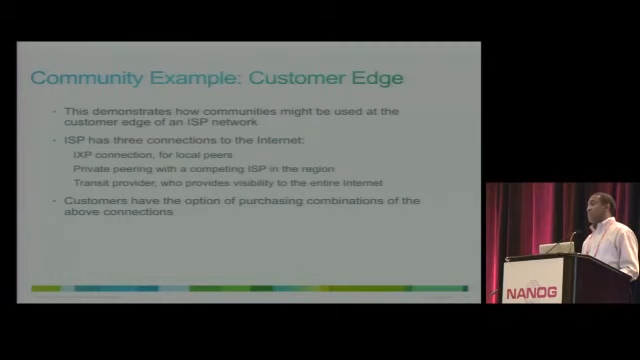 Community Example: Customer Edge
This demonstrates how communities might be used at the
customer edge of an ISP network
ISP has three connections to the Internet:
IXP connection, for local peers
Private peering with a competing ISP in the region
Transit provider, who provides visibility to the entire Internet
Customers have the option of purchasing combinations of the
above connections
NANOG